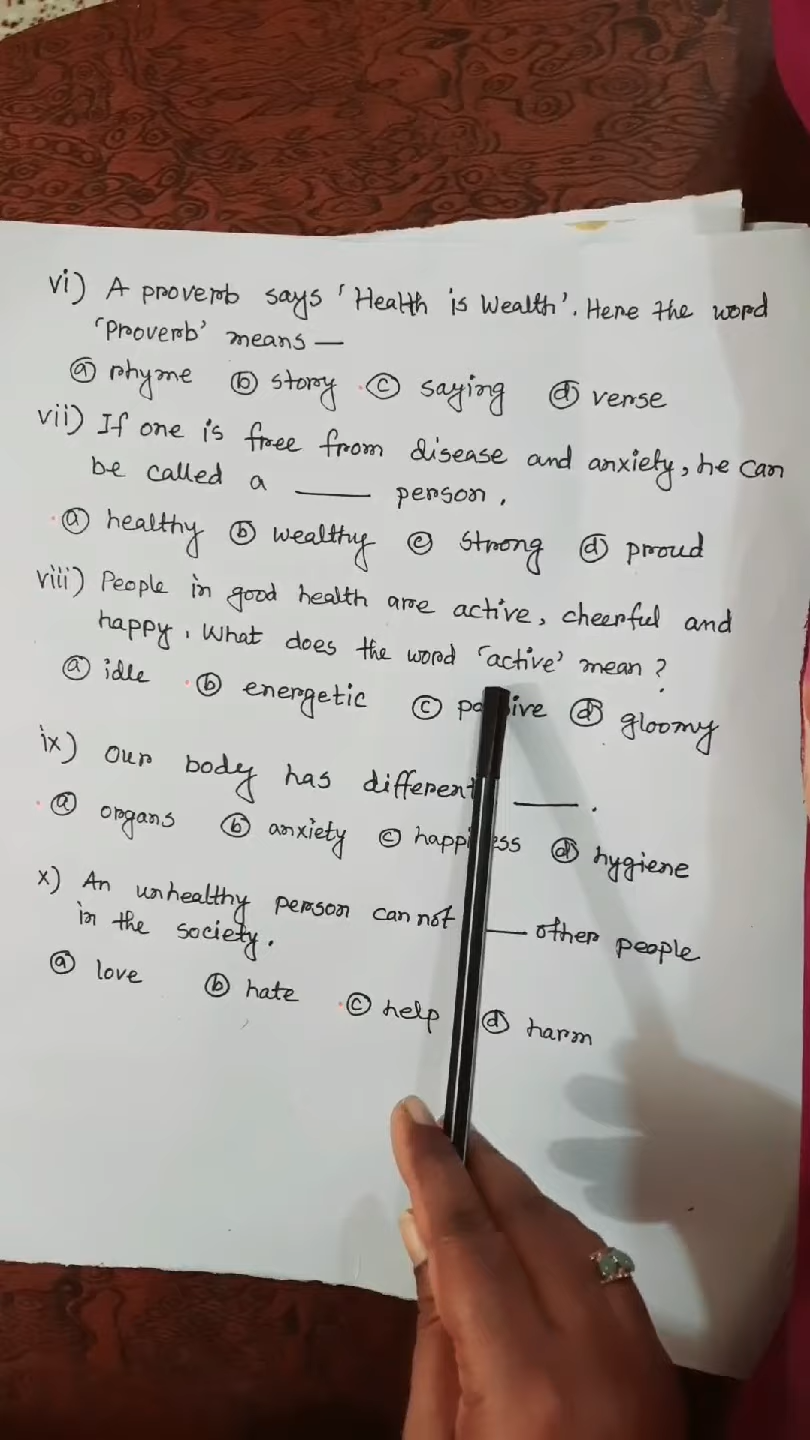 vi) A proverb says 'Health is Wealth'. Here the word
'Proverb' means —
ⓐ rhyme ⓑ story ⓒ saying ⓓ verse
vii) If one is free from disease and anxiety, he can
be called a ____ person.
ⓐ healthy ⓑ wealthy ⓒ strong ⓓ proud
viii) People in good health are active, cheerful and
happy. What does the word 'active' mean?
ⓐ idle ⓑ energetic ⓒ ⓓ gloomy
ix) Our body has different ____.
ⓐ organs ⓑ anxiety ⓒ happiness ⓓ hygiene
x) An unhealthy person can not ____ other people
in the society.
ⓐ love ⓑ hate ⓒ help ⓓ harm